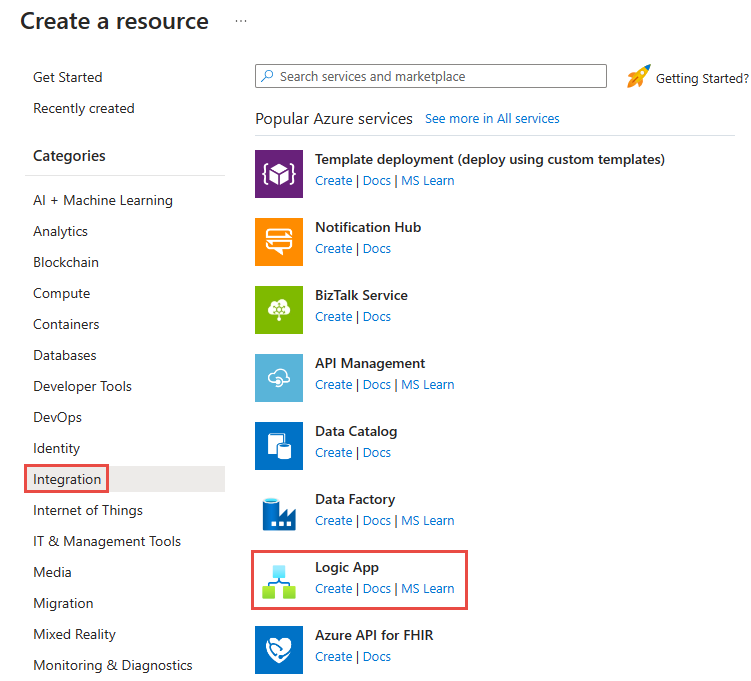 Create a resource ...
Get Started
Recently created
Categories
AI + Machine Learning
Analytics
Blockchain
Compute
Containers
Databases
Developer Tools
DevOps
Identity
Integration
Internet of Things
IT & Management Tools
Media
Migration
Mixed Reality
Monitoring & Diagnostics
Search services and marketplace
Getting Started?
Popular Azure services See more in All services
Template deployment (deploy using custom templates)
Create | Docs | MS Learn
Notification Hub
Create | Docs
BizTalk Service
Create | Docs
API Management
Create | Docs | MS Learn
Data Catalog
Create | Docs
Data Factory
Create | Docs | MS Learn
Logic App
Create | Docs | MS Learn
Azure API for FHIR
Create | Docs